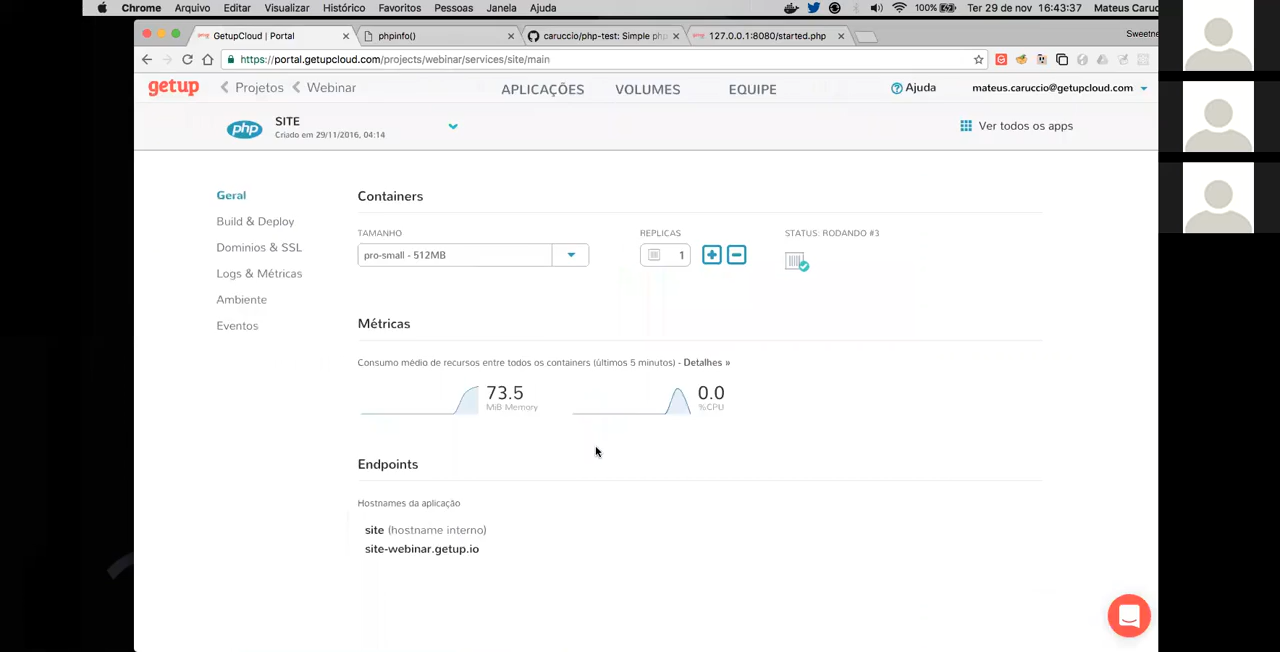 Chrome Arquivo Editar Visualizar Histórico Favoritos Pessoas Janela Ajuda 100% Ter 29 de nov 16:43:37 Mateus Caruc
GetupCloud | Portal phpinfo() caruccio/php-test: Simple php 127.0.0.1:8080/started.php Sweetne
https://portal.getupcloud.com/projects/webinar/services/site/main
getup Projetos Webinar APLICAÇÕES VOLUMES EQUIPE Ajuda mateus.caruccio@getupcloud.com
php SITE
Criado em 29/11/2016, 04:14
Ver todos os apps
Geral
Build & Deploy
Dominios & SSL
Logs & Métricas
Ambiente
Eventos
Containers
TAMANHO REPLICAS STATUS: RODANDO #3
pro-small - 512MB 1
Métricas
Consumo médio de recursos entre todos os containers (últimos 5 minutos) - Detalhes »
73.5 0.0
MiB Memory %CPU
Endpoints
Hostnames da aplicação
site (hostname interno)
site-webinar.getup.io